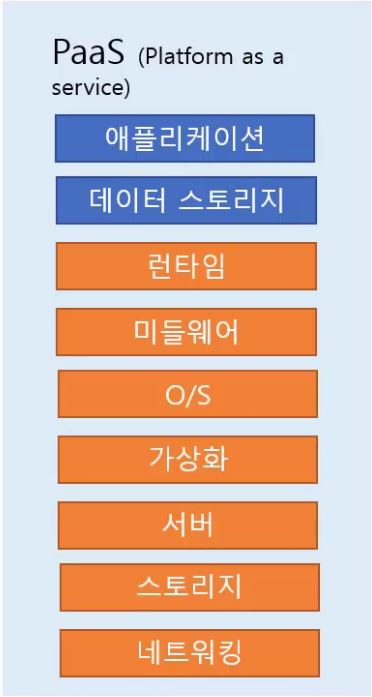 PaaS (Platform as a
service)
애플리케이션
데이터 스토리지
런타임
미들웨어
O/S
가상화
서버
스토리지
네트워킹